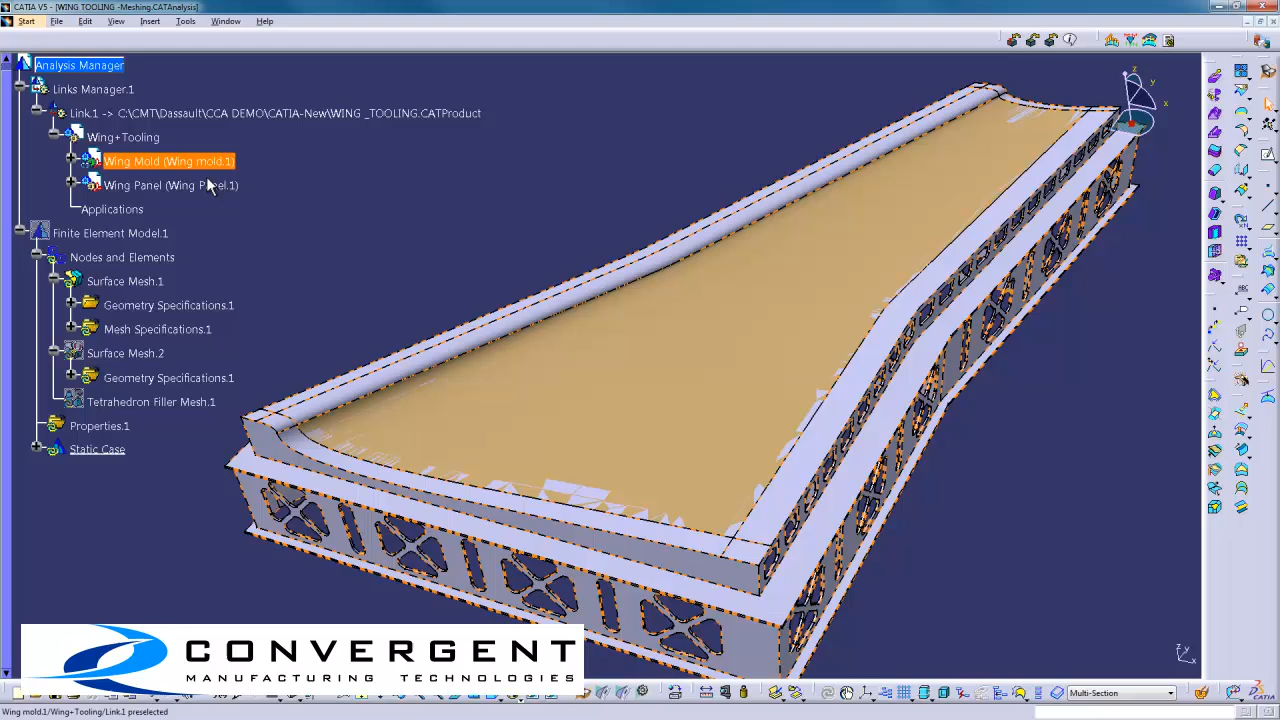 CATIA V5 - [WING TOOLING -Meshing.CATAnalysis]
Start File Edit View Insert Tools Window Help
Analysis Manager
Links Manager.1
Link.1 -> C:\CMT\Dassault\CCA DEMO\CATIA-New\WING _TOOLING.CATProduct
Wing+Tooling
Wing Mold (Wing mold.1)
Wing Panel (Wing Panel.1)
Applications
Finite Element Model.1
Nodes and Elements
Surface Mesh.1
Geometry Specifications.1
Mesh Specifications.1
Surface Mesh.2
Geometry Specifications.1
Tetrahedron Filler Mesh.1
Properties.1
Static Case
z
y
x
CONVERGENT
MANUFACTURING TECHNOLOGIES
Multi-Section
CATIA
Wing mold.1/Wing+Tooling/Link.1 preselected